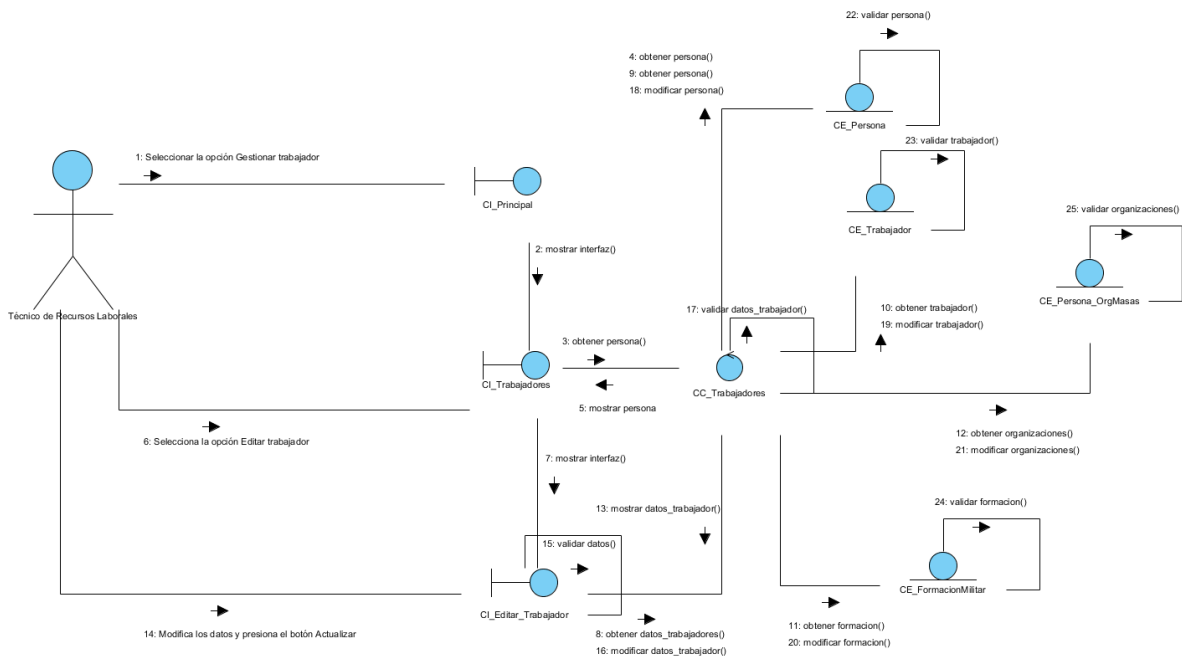 22: validar persona()
4: obtener persona()
9: obtener persona()
18: modificar persona()
CE_Persona
23: validar trabajador()
1: Seleccionar la opción Gestionar trabajador
CI_Principal
CE_Trabajador
25: validar organizaciones()
2: mostrar interfaz()
CE_Persona_OrgMasas
Técnico de Recursos Laborales
17: validar datos_trabajador()
10: obtener trabajador()
19: modificar trabajador()
3: obtener persona()
CI_Trabajadores
CC_Trabajadores
5: mostrar persona
6: Selecciona la opción Editar trabajador
12: obtener organizaciones()
21: modificar organizaciones()
7: mostrar interfaz()
13: mostrar datos_trabajador()
24: validar formacion()
15: validar datos()
CE_FormacionMilitar
CI_Editar_Trabajador
14: Modifica los datos y presiona el botón Actualizar
8: obtener datos_trabajadores()
16: modificar datos_trabajador()
11: obtener formacion()
20: modificar formacion()